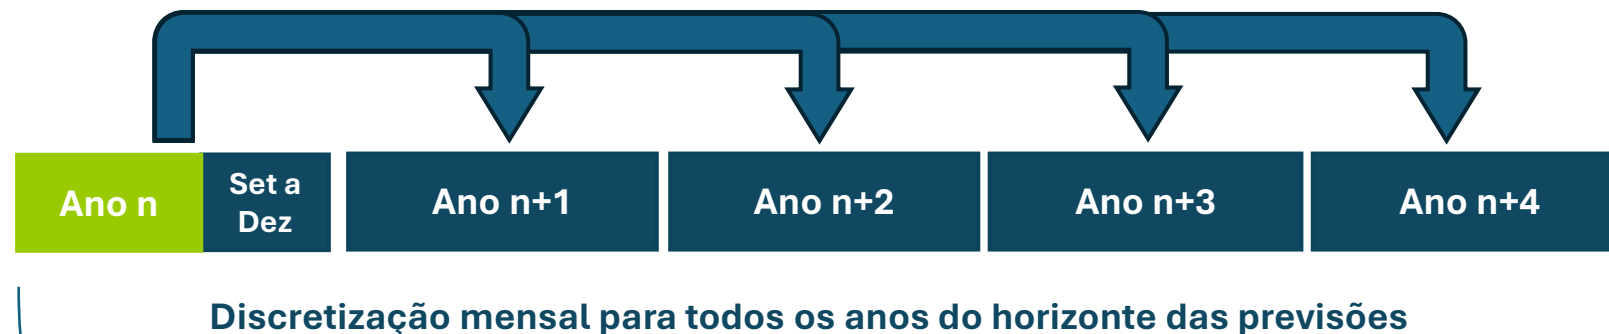 Ano n
Set a
Dez
Ano n+1
Ano n+2
Ano n+3
Ano n+4
Discretização mensal para todos os anos do horizonte das previsões